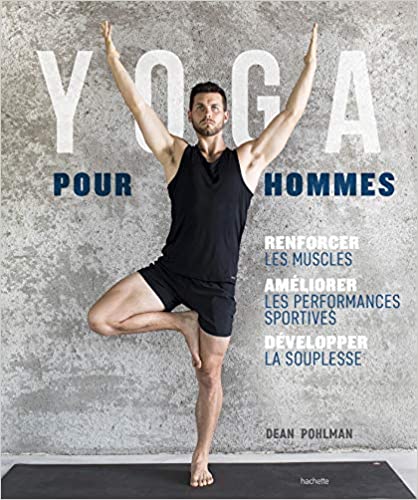 YOGA
POUR HOMMES
RENFORCER
LES MUSCLES
AMÉLIORER
LES PERFORMANCES
SPORTIVES
DÉVELOPPER
LA SOUPLESSE
DEAN POHLMAN
hachette